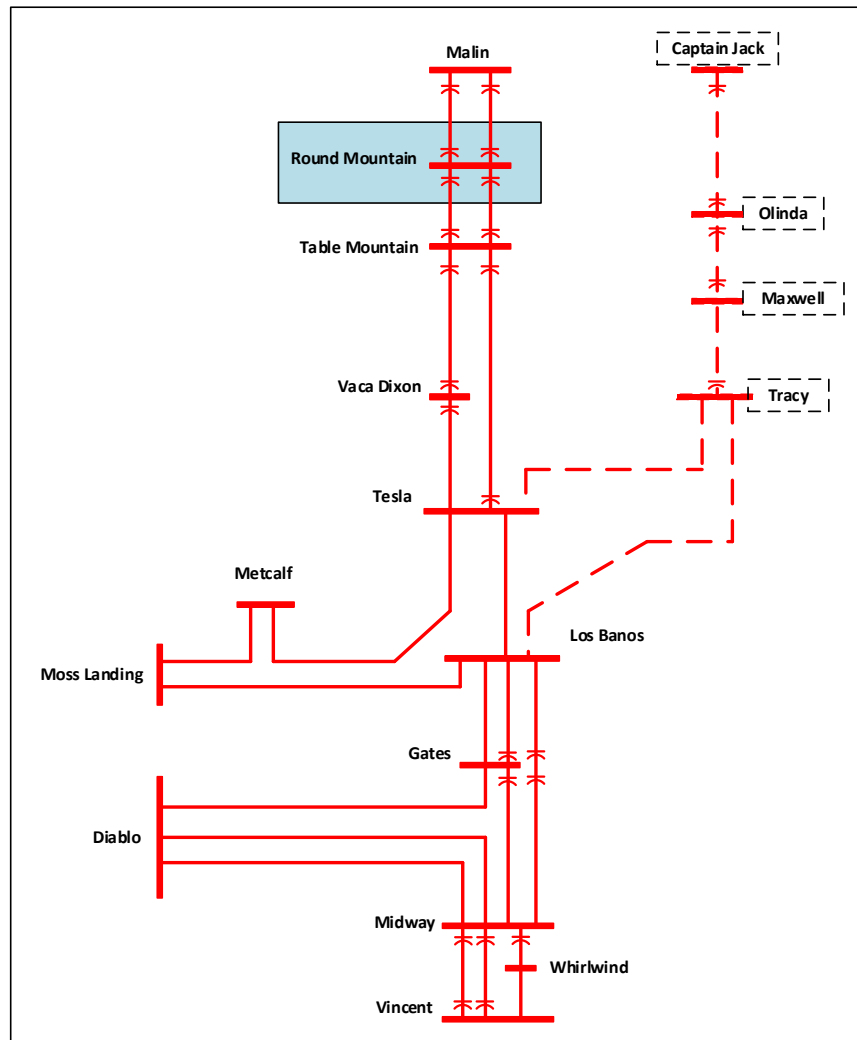 Malin
Captain Jack
Round Mountain
Olinda
Table Mountain
Maxwell
Vaca Dixon
Tracy
Tesla
Metcalf
Los Banos
Moss Landing
Gates
Diablo
Midway
Whirlwind
Vincent